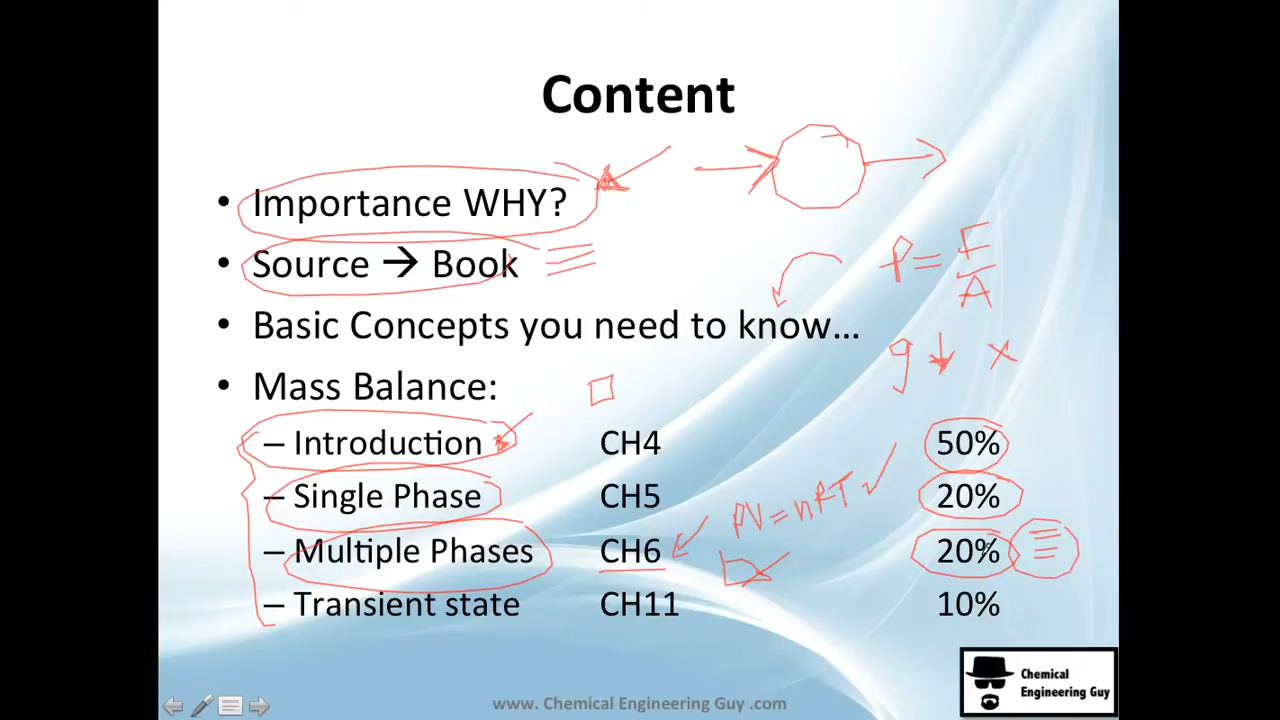 Content
• Importance WHY?
• Source → Book
P = F/A
• Basic Concepts you need to know...
g ↓ x
• Mass Balance:
– Introduction CH4 50%
– Single Phase CH5 20%
PV = nRT ✓
– Multiple Phases CH6 20%
– Transient state CH11 10%
Chemical
Engineering Guy
www. Chemical Engineering Guy .com